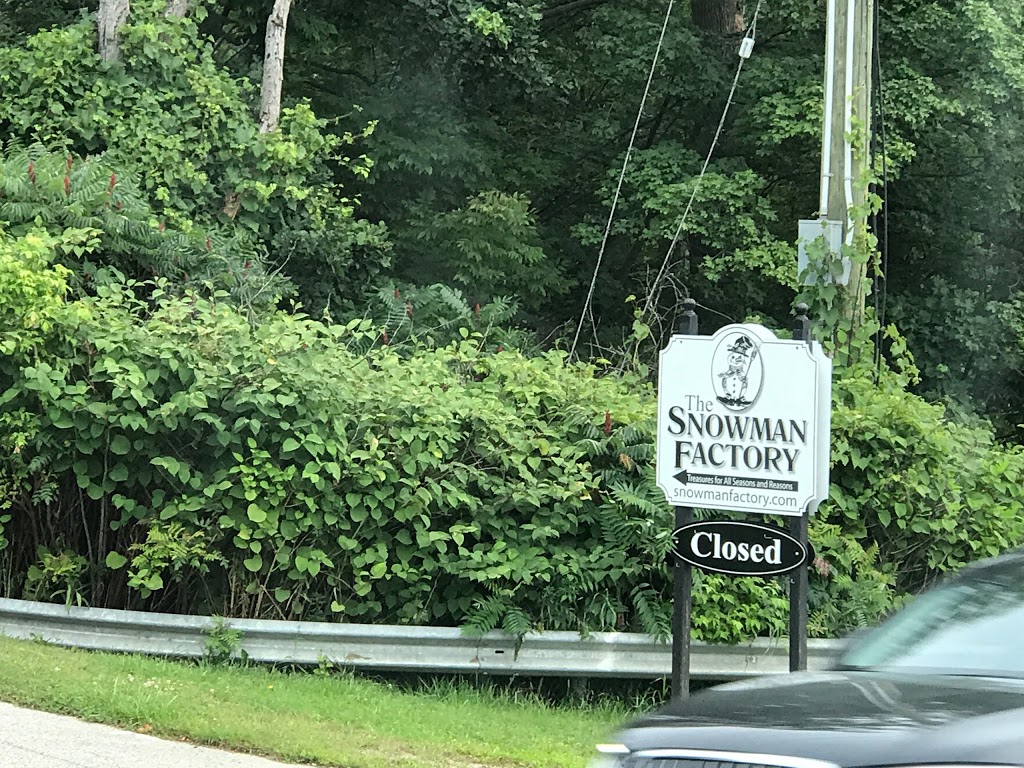 The
SNOWMAN
FACTORY
Treasures for All Seasons and Reasons
snowmanfactory.com
Closed